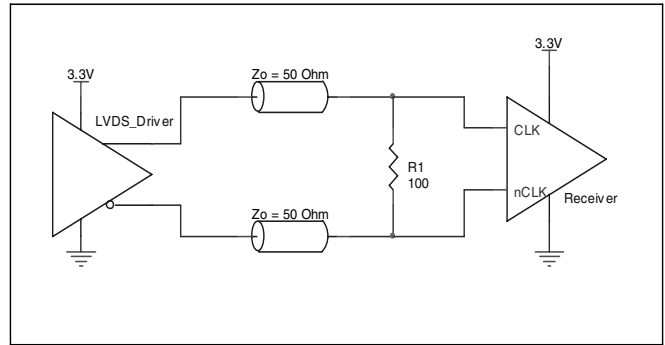 3.3V
LVDS_Driver
Zo = 50 Ohm
Zo = 50 Ohm
R1
100
3.3V
CLK
nCLK
Receiver